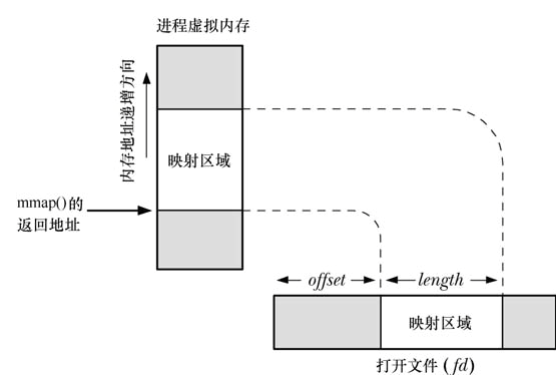 进程虚拟内存
内存地址递增方向
映射区域
mmap()的
返回地址
offset
length
映射区域
打开文件 (fd)